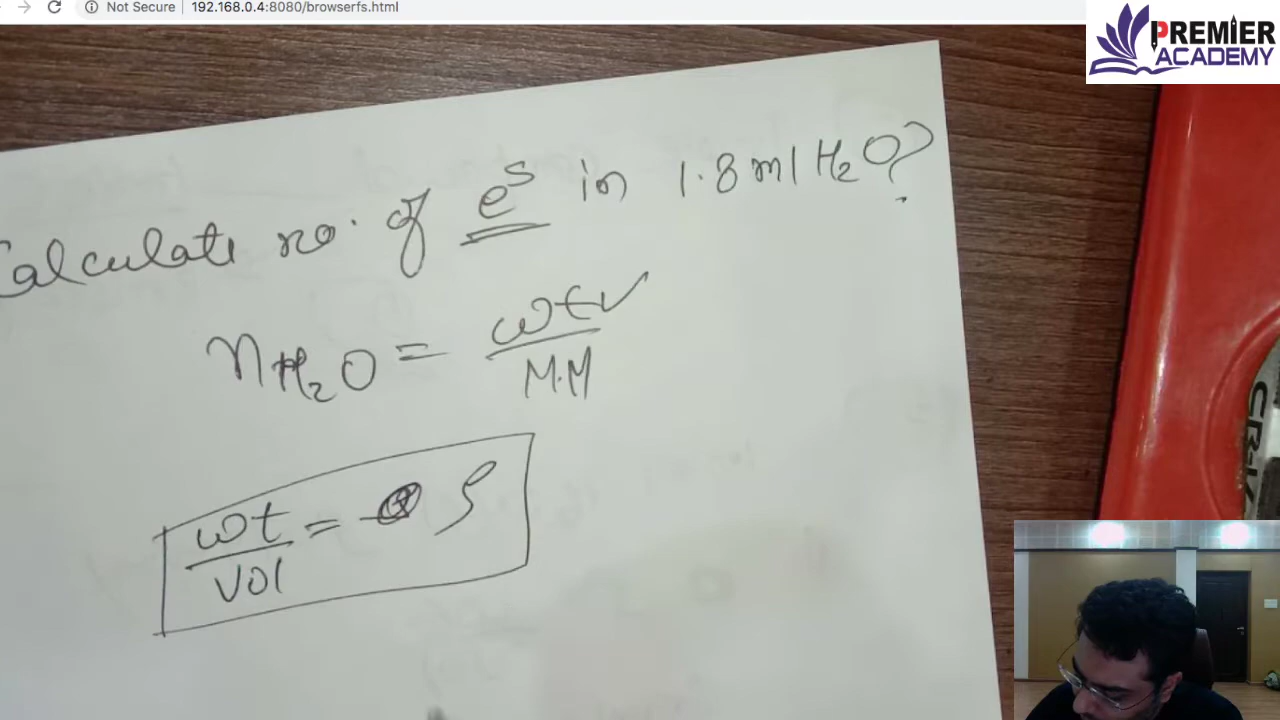 Not Secure 192.168.0.4:8080/browserfs.html
PREMIER
ACADEMY
Calculate no. of e^s in 1.8 ml H₂O?
nH₂O = wt ✓ / M.M
wt / Vol = ρ